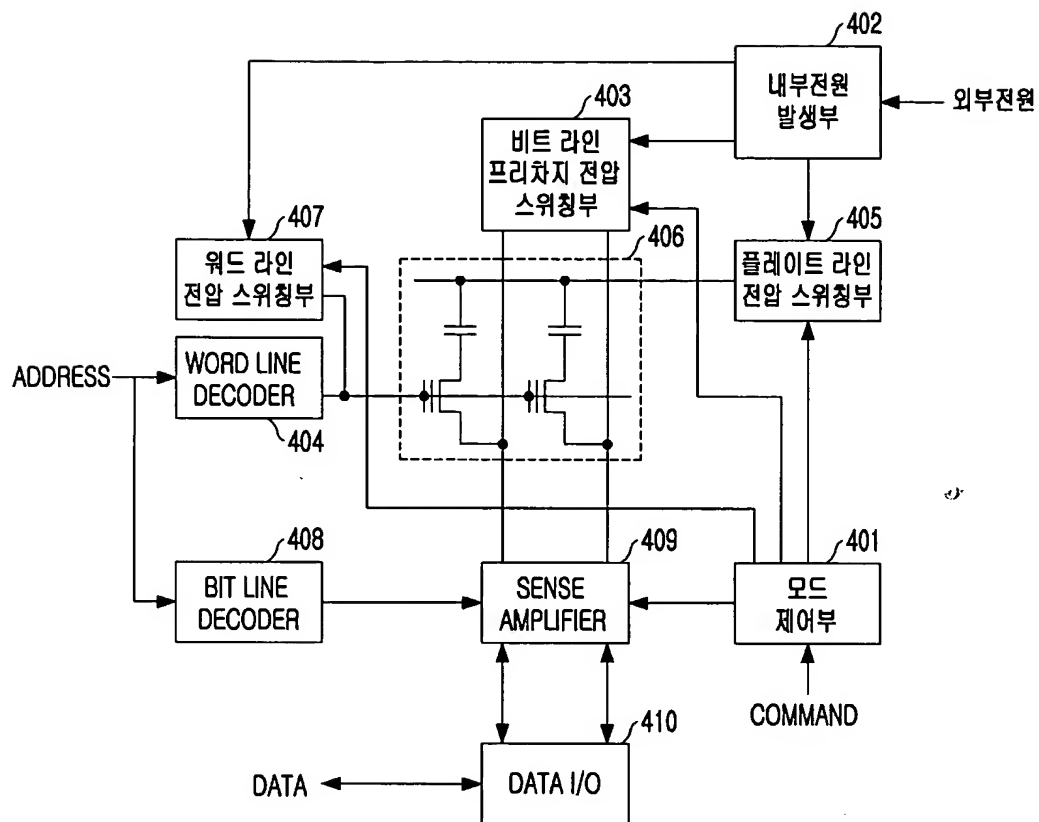 402
내부전원
발생부
외부전원
403
비트 라인
프리차지 전압
스위칭부
407
워드 라인
전압 스위칭부
406
405
플레이트 라인
전압 스위칭부
ADDRESS
WORD LINE
DECODER
404
408
BIT LINE
DECODER
409
SENSE
AMPLIFIER
401
모드
제어부
COMMAND
410
DATA
DATA I/O